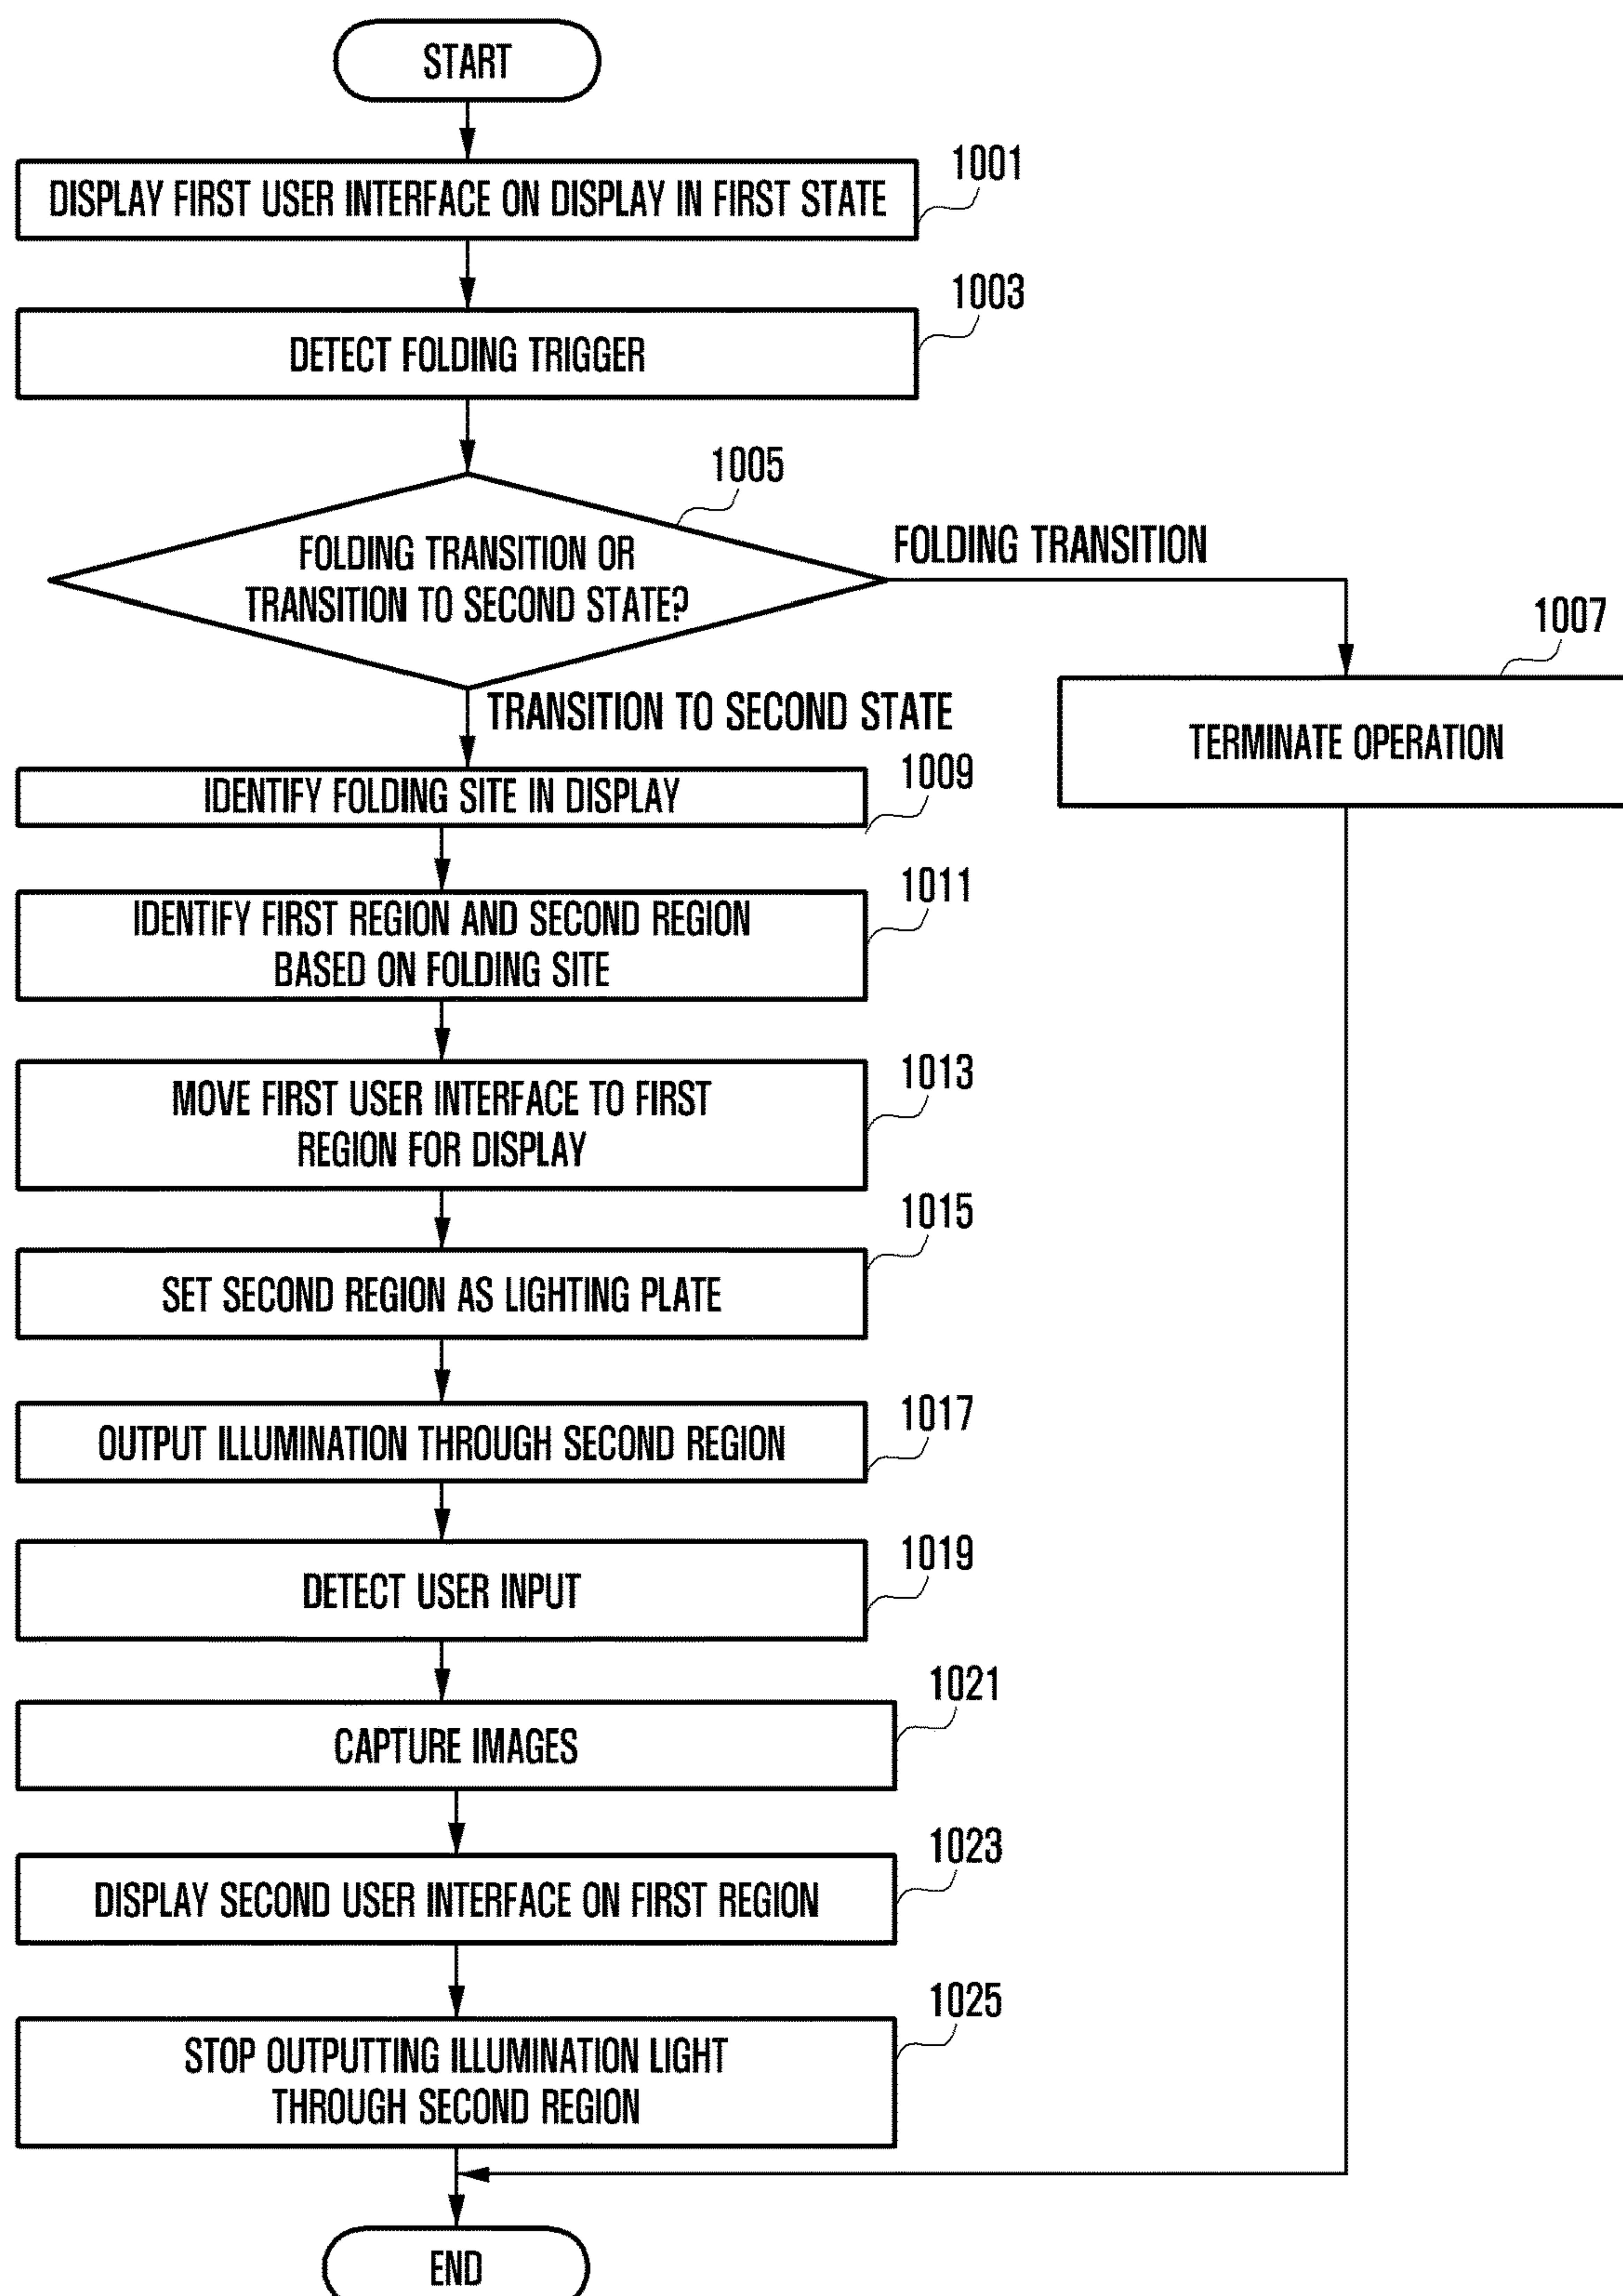 START
1001
DISPLAY FIRST USER INTERFACE ON DISPLAY IN FIRST STATE
1003
DETECT FOLDING TRIGGER
1005
FOLDING TRANSITION OR
TRANSITION TO SECOND STATE?
FOLDING TRANSITION
1007
TERMINATE OPERATION
TRANSITION TO SECOND STATE
1009
IDENTIFY FOLDING SITE IN DISPLAY
1011
IDENTIFY FIRST REGION AND SECOND REGION
BASED ON FOLDING SITE
1013
MOVE FIRST USER INTERFACE TO FIRST
REGION FOR DISPLAY
1015
SET SECOND REGION AS LIGHTING PLATE
1017
OUTPUT ILLUMINATION THROUGH SECOND REGION
1019
DETECT USER INPUT
1021
CAPTURE IMAGES
1023
DISPLAY SECOND USER INTERFACE ON FIRST REGION
1025
STOP OUTPUTTING ILLUMINATION LIGHT
THROUGH SECOND REGION
END